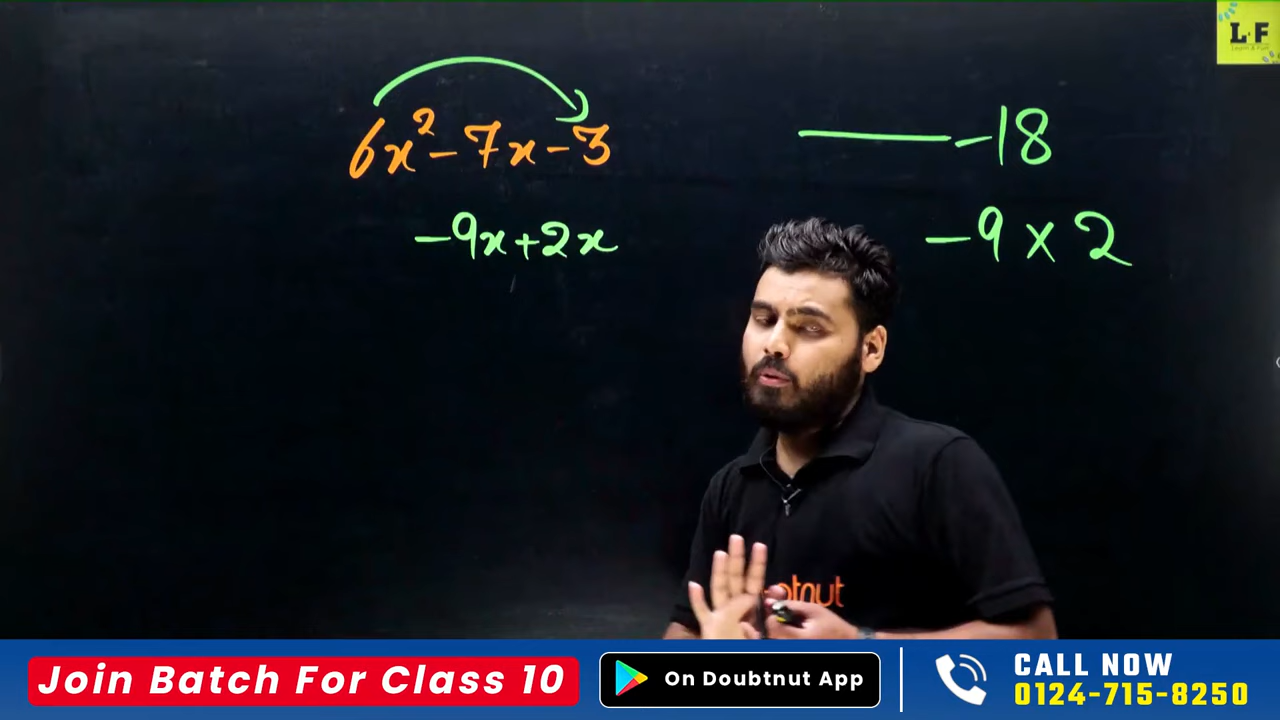 L.F
6x² - 7x - 3
-18
-9x + 2x
-9 × 2
otnut
Join Batch For Class 10
On Doubtnut App
CALL NOW
0124-715-8250